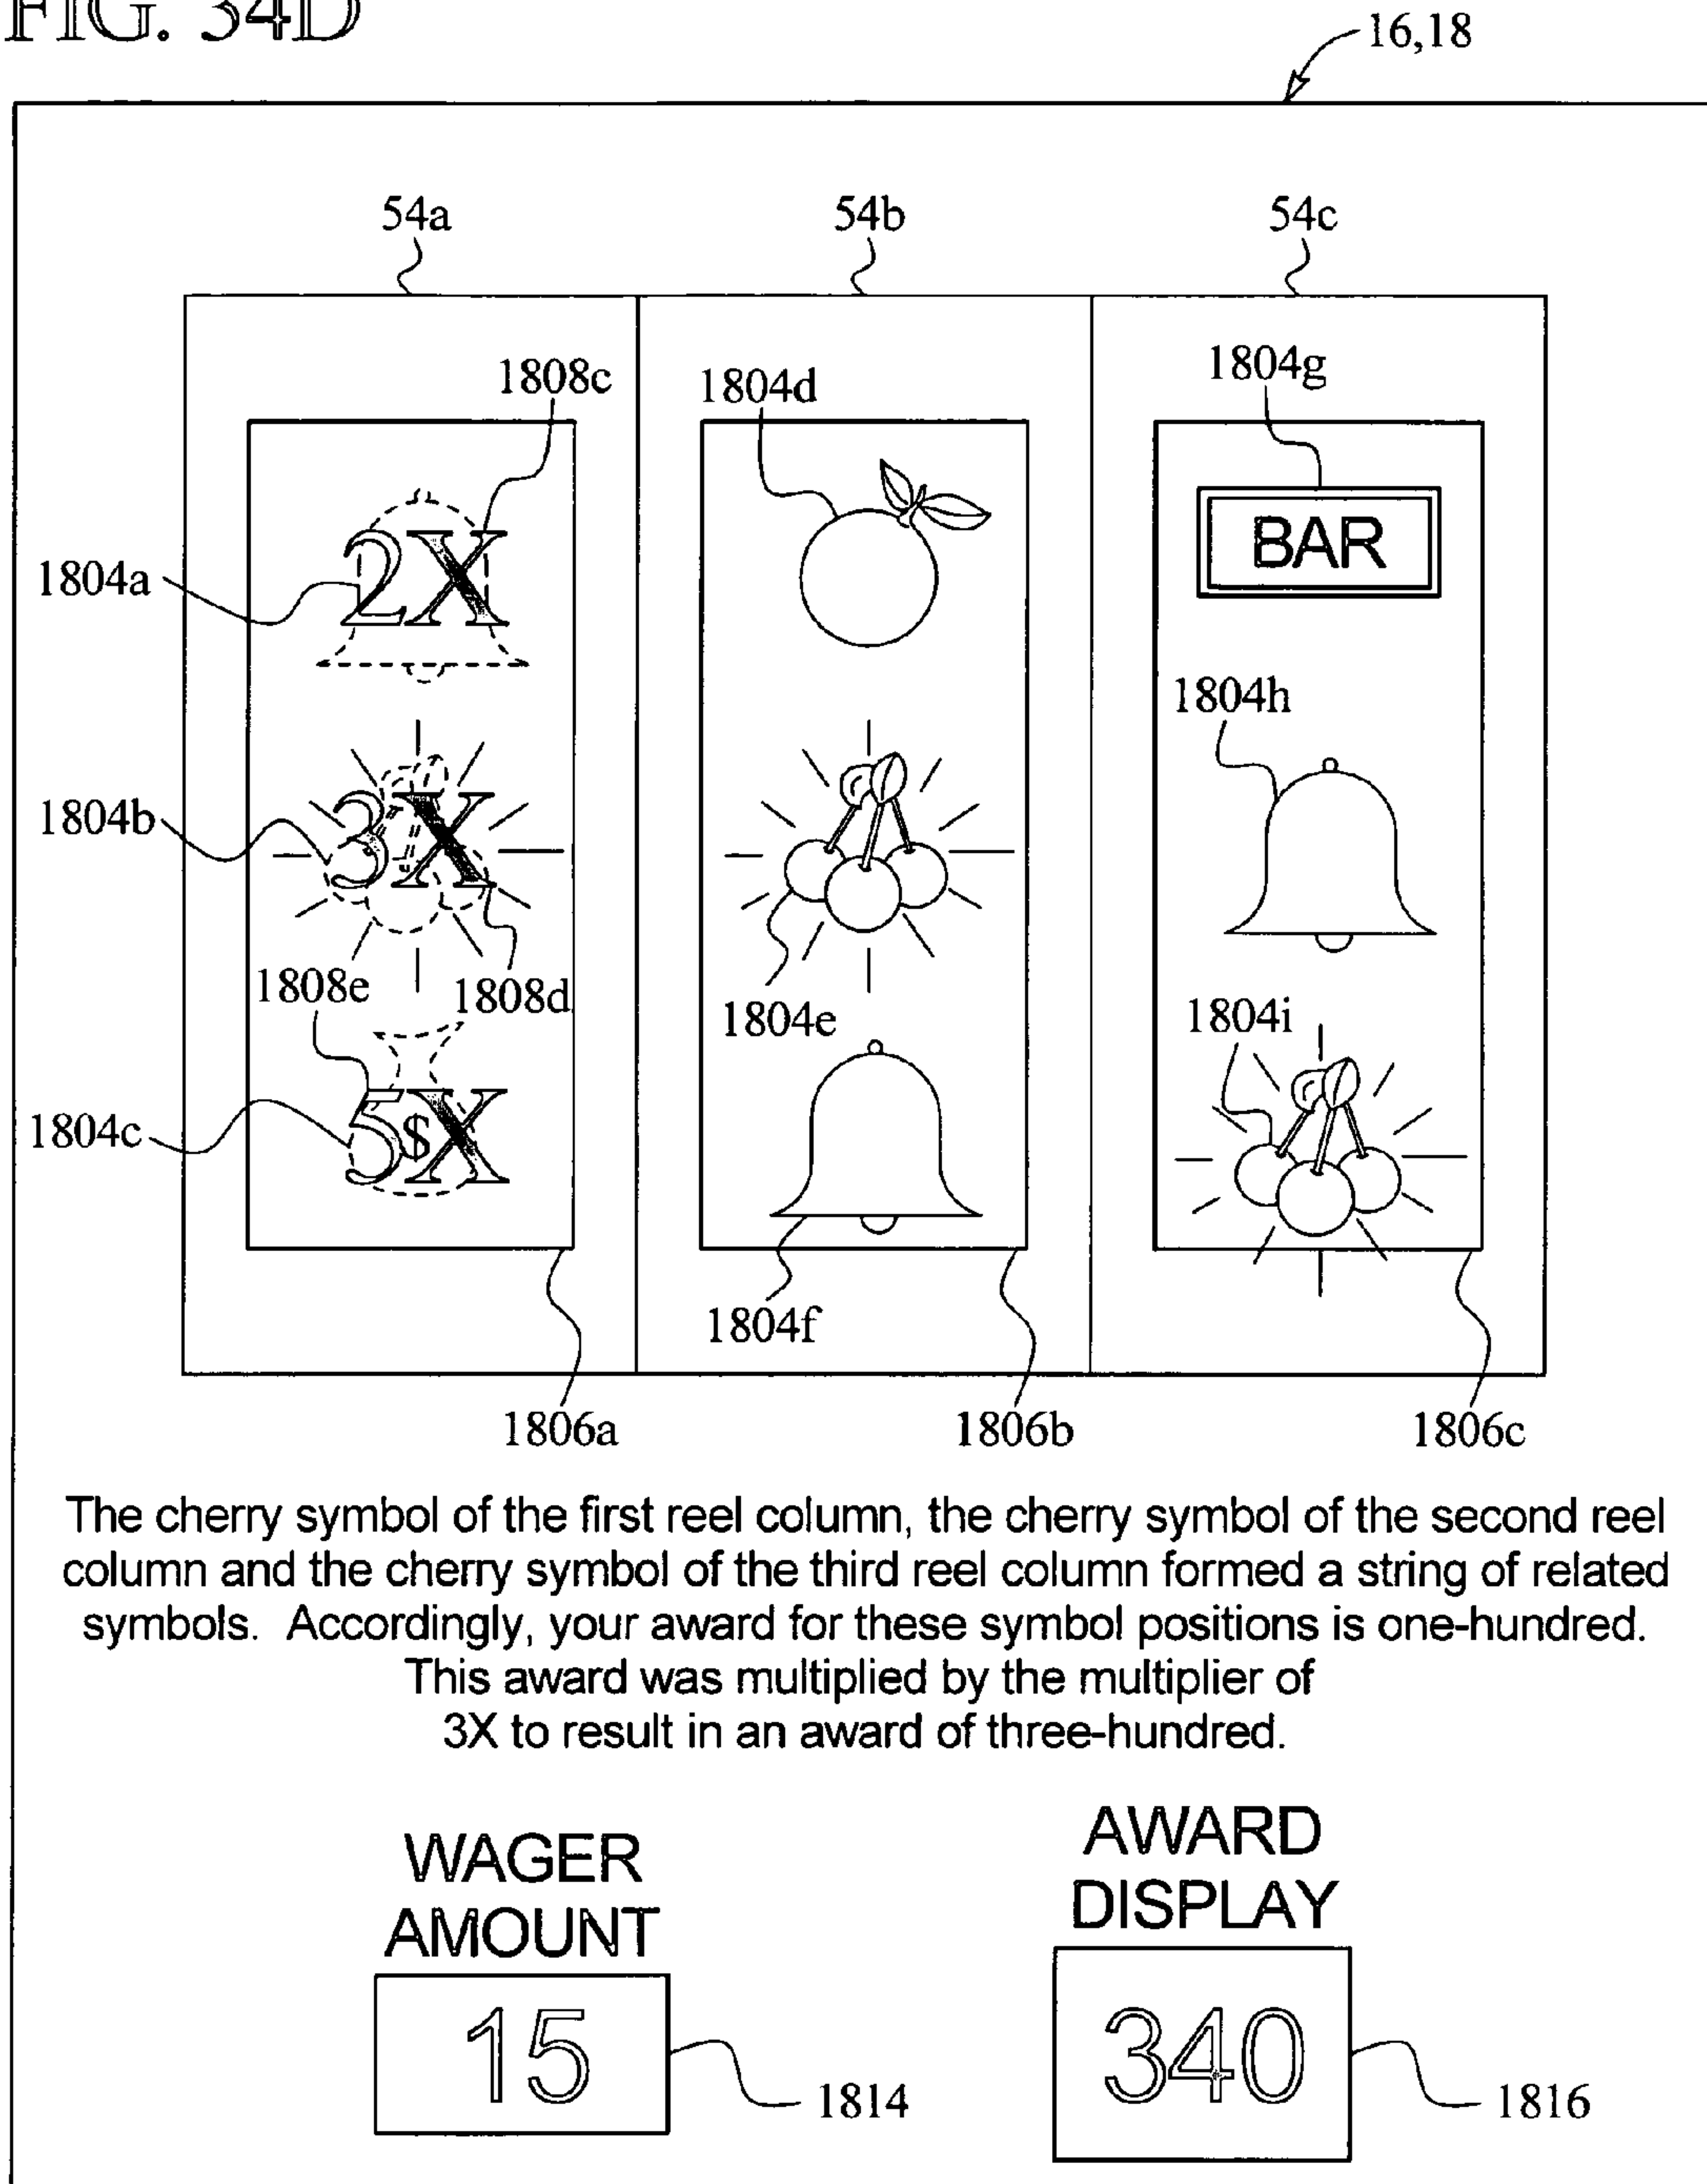 FIG. 34D
16,18
54a
54b
54c
1808c
1804d
1804g
2X
BAR
1804a
1804h
1804b
3X
1808e
1808d
1804e
1804i
1804c
5$X
1804f
1806a
1806b
1806c
The cherry symbol of the first reel column, the cherry symbol of the second reel
column and the cherry symbol of the third reel column formed a string of related
symbols. Accordingly, your award for these symbol positions is one-hundred.
This award was multiplied by the multiplier of
3X to result in an award of three-hundred.
WAGER
AMOUNT
15
1814
AWARD
DISPLAY
340
1816